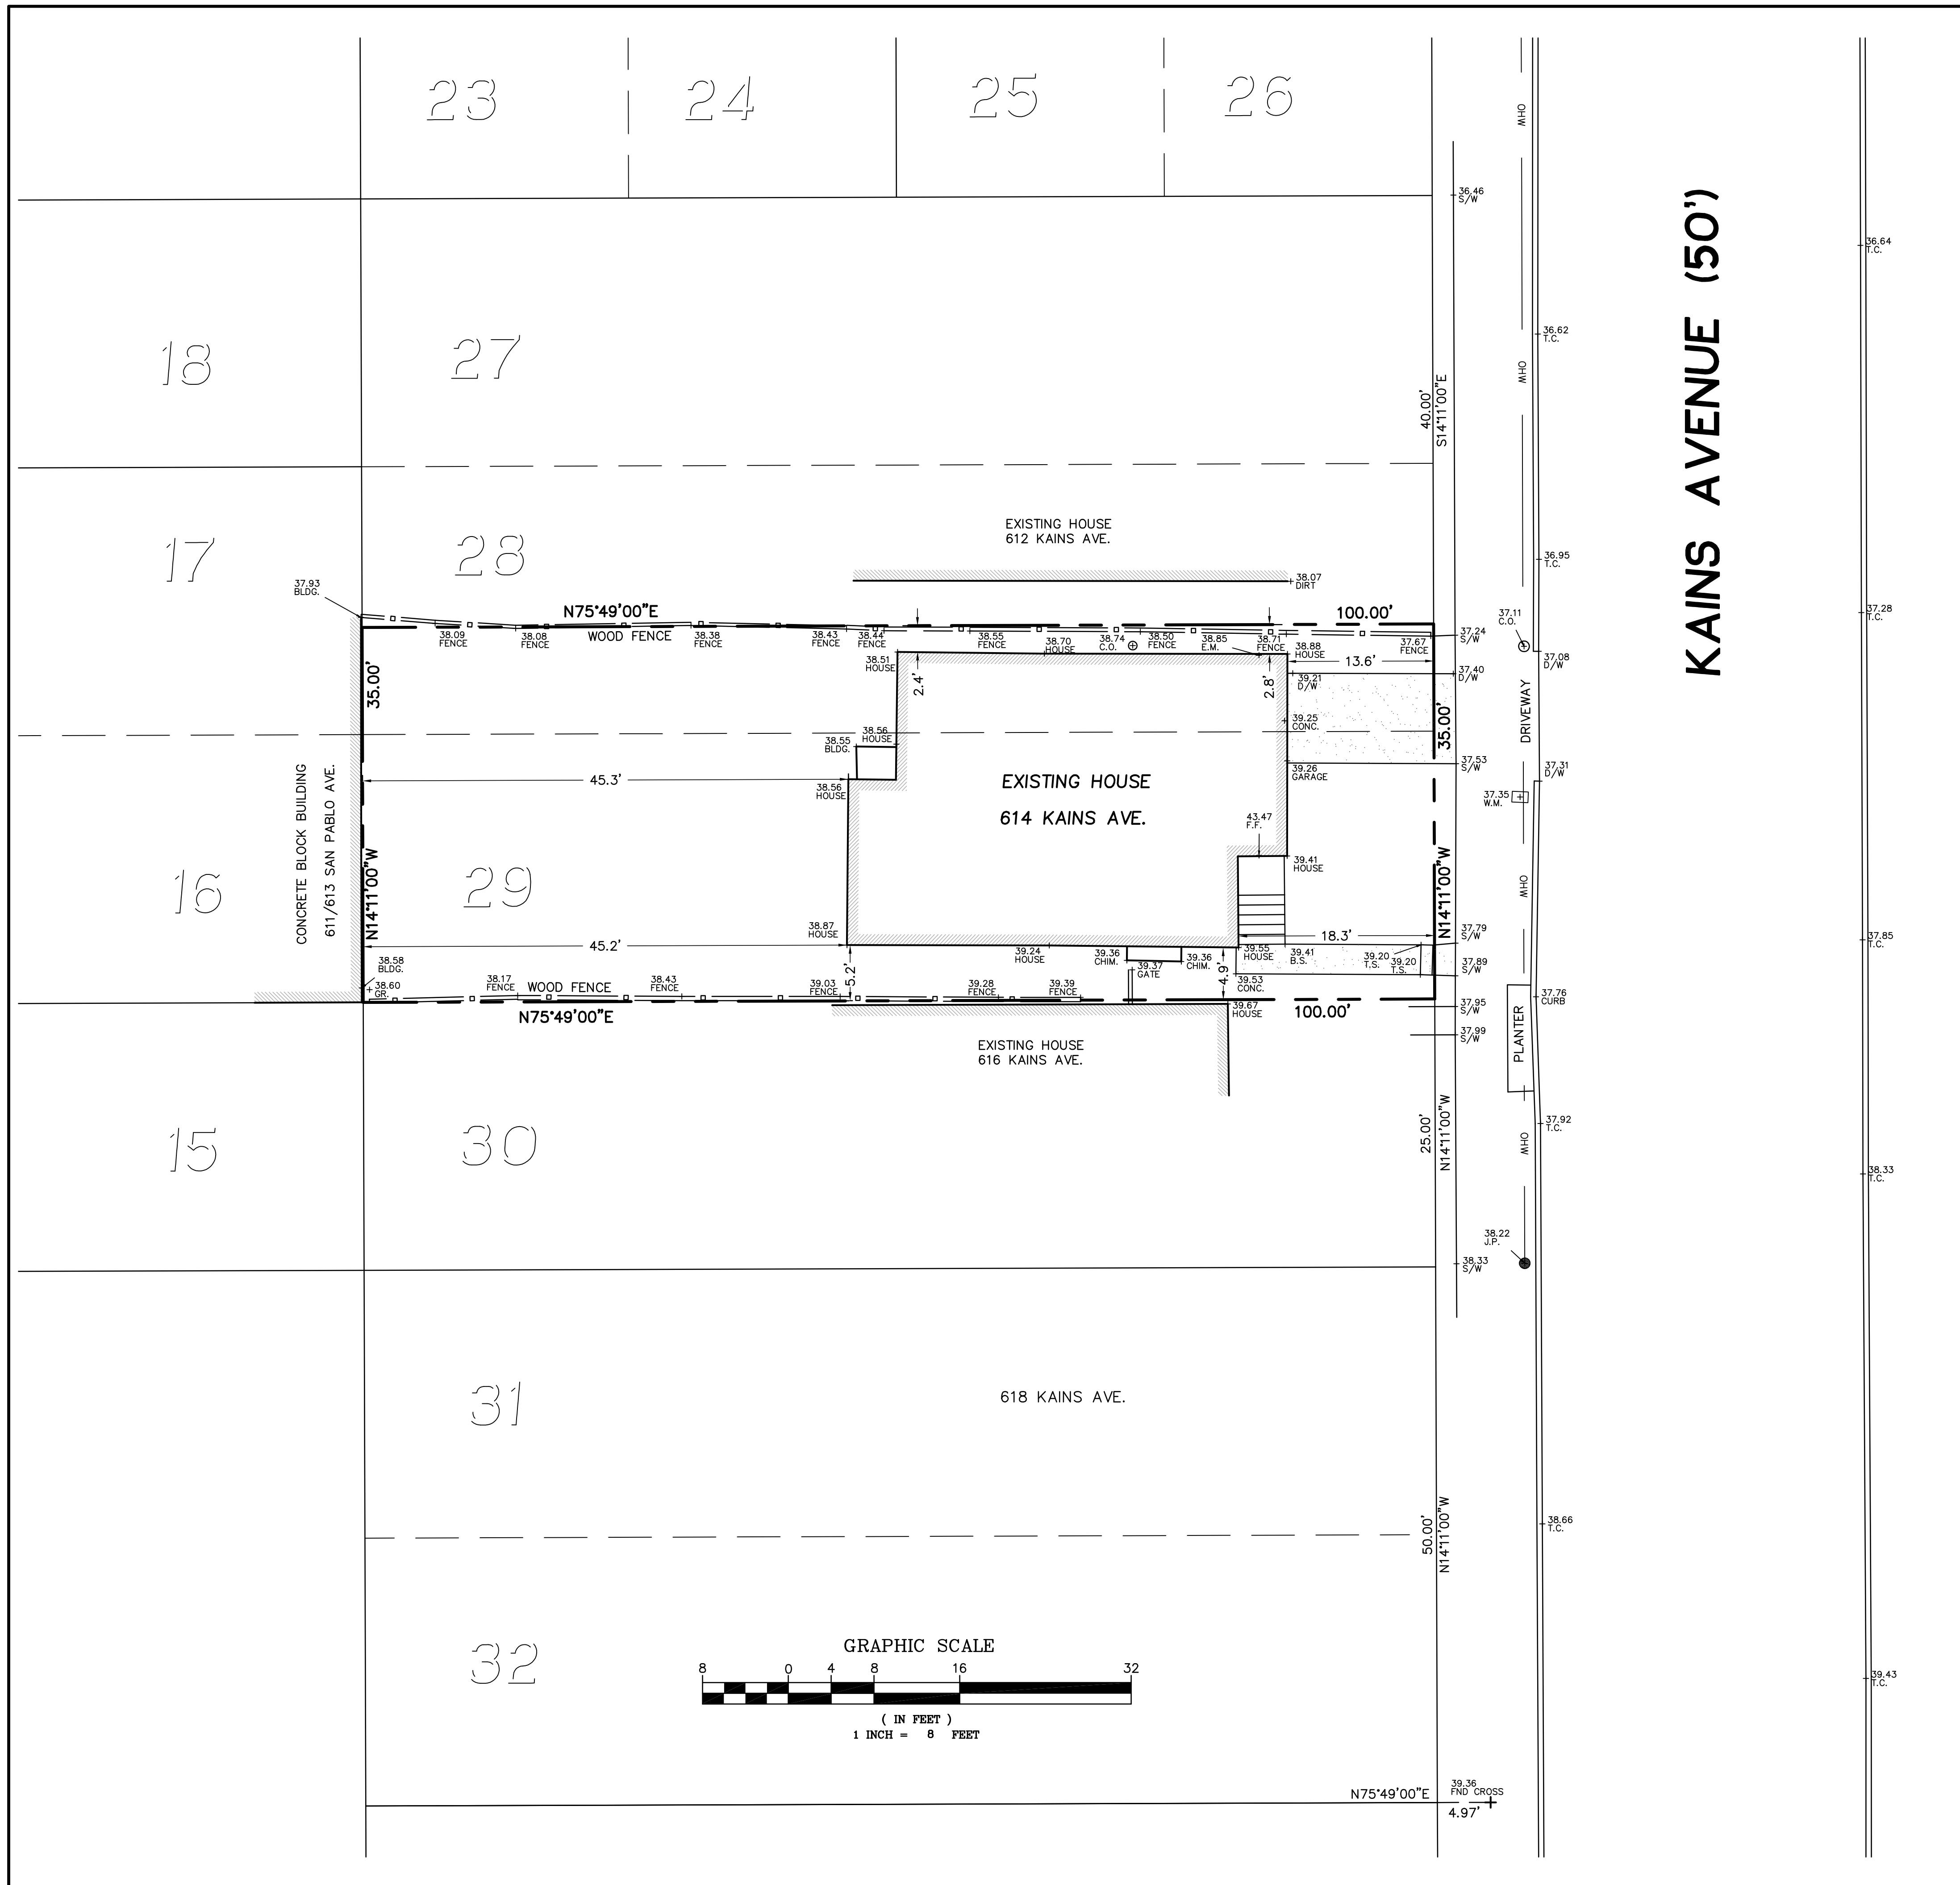 23
24
25
26
OHW
36.46
S/W
KAINS AVENUE (50')
36.64
T.C.
36.62
T.C.
18
27
OHW
40.00'
S14°11'00"E
17
28
EXISTING HOUSE
612 KAINS AVE.
36.95
T.C.
38.07
DIRT
37.93
BLDG.
N75°49'00"E
100.00'
37.11
C.O.
37.28
T.C.
WOOD FENCE
38.09
FENCE
38.08
FENCE
38.38
FENCE
38.43
FENCE
38.44
FENCE
38.55
FENCE
38.70
HOUSE
38.74
C.O.
38.50
FENCE
38.85
E.M.
38.71
FENCE
38.88
HOUSE
37.67
FENCE
37.24
S/W
37.08
D/W
38.51
HOUSE
13.6'
37.40
D/W
35.00'
2.4'
2.8'
39.21
D/W
39.25
CONC.
35.00'
DRIVEWAY
38.56
HOUSE
38.55
BLDG.
37.53
S/W
37.31
D/W
39.26
GARAGE
45.3'
38.56
HOUSE
EXISTING HOUSE
614 KAINS AVE.
37.35
W.M.
CONCRETE BLOCK BUILDING
611/613 SAN PABLO AVE.
43.47
F.F.
39.41
HOUSE
16
29
N14°11'00"W
N14°11'00"W
OHW
38.87
HOUSE
45.2'
18.3'
37.79
S/W
37.85
T.C.
39.24
HOUSE
39.36
CHIM.
39.37
GATE
39.36
CHIM.
39.55
HOUSE
39.41
B.S.
39.20
T.S.
39.20
T.S.
37.89
S/W
38.58
BLDG.
38.60
GR.
38.17
FENCE
WOOD FENCE
38.43
FENCE
39.03
FENCE
5.2'
39.28
FENCE
39.39
FENCE
4.9'
39.53
CONC.
37.76
CURB
N75°49'00"E
39.67
HOUSE
100.00'
37.95
S/W
37.99
S/W
PLANTER
EXISTING HOUSE
616 KAINS AVE.
15
30
25.00'
N14°11'00"W
37.92
T.C.
OHW
38.33
T.C.
38.22
J.P.
38.33
S/W
31
618 KAINS AVE.
50.00'
N14°11'00"W
38.66
T.C.
32
GRAPHIC SCALE
8 0 4 8 16 32
( IN FEET )
1 INCH = 8 FEET
39.43
T.C.
N75°49'00"E
39.36
FND CROSS
4.97'